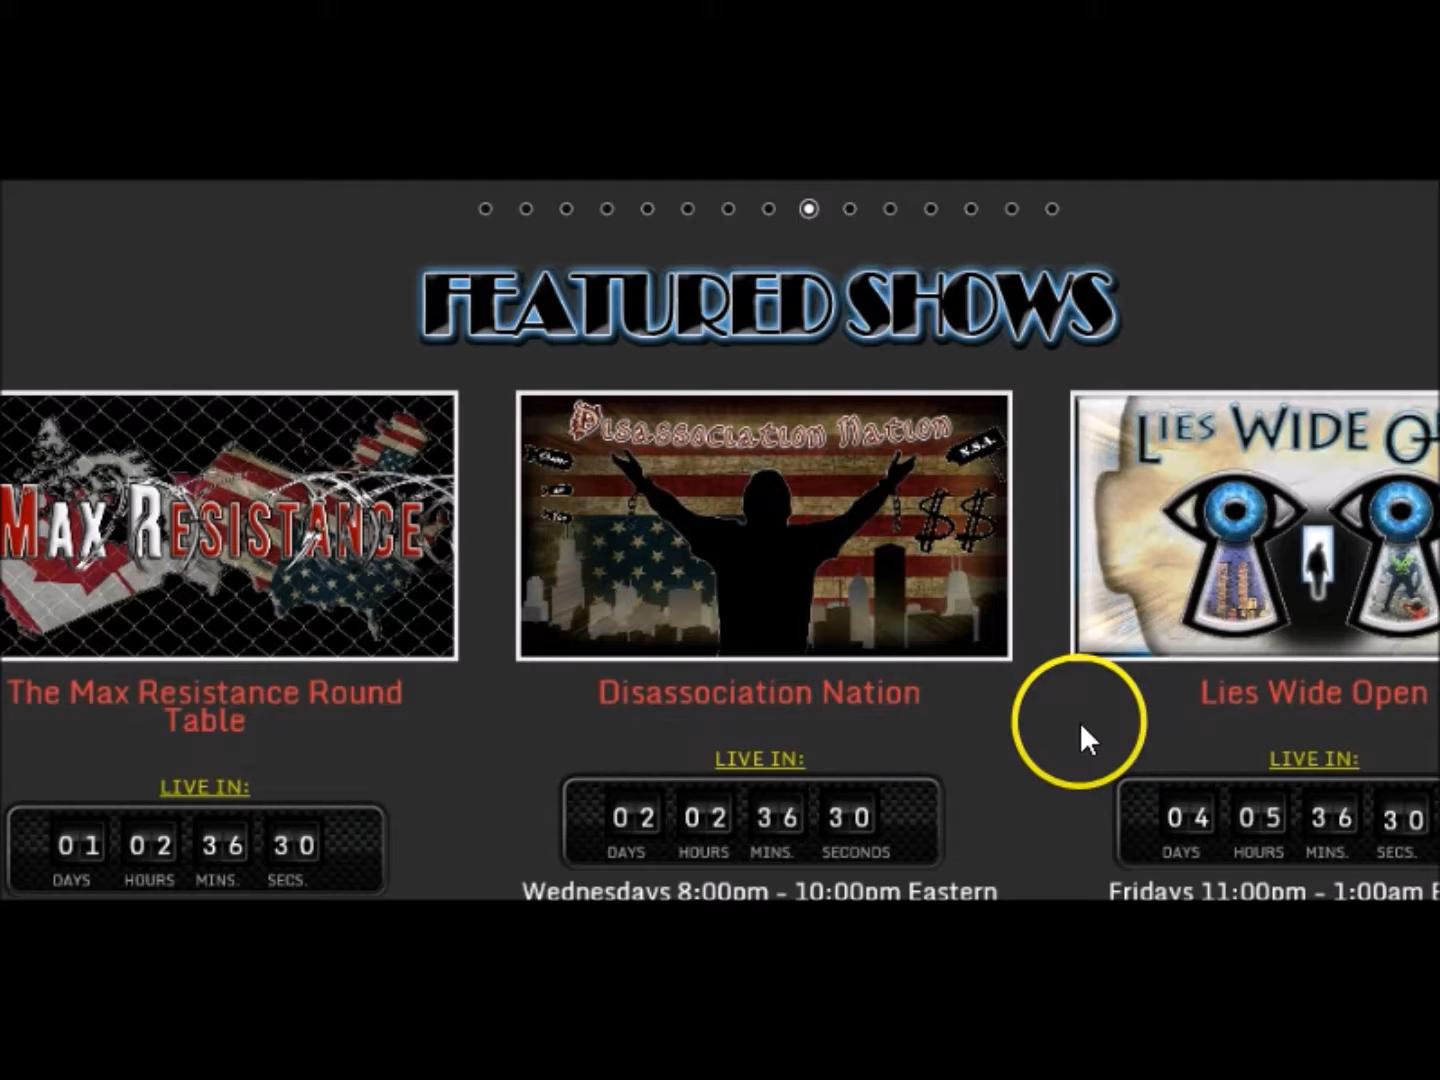 FEATURED SHOWS
MAX RESISTANCE
Disassociation Nation
N.S.A.
$$
LIES WIDE O
The Max Resistance Round
Table
Disassociation Nation
Lies Wide Open
LIVE IN:
LIVE IN:
LIVE IN:
01 02 36 30
DAYS HOURS MINS. SECS.
02 02 36 30
DAYS HOURS MINS. SECONDS
04 05 36 30
DAYS HOURS MINS. SECS.
Wednesdays 8:00pm - 10:00pm Eastern
Fridays 11:00pm - 1:00am